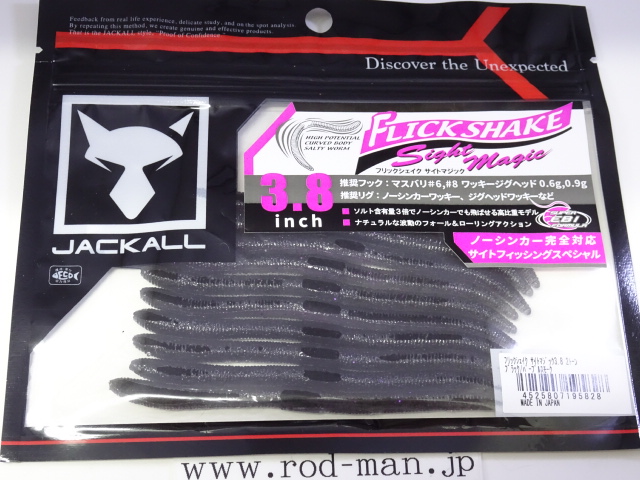 Feedback from real life experience, delicate study, and on the spot analysis.
By repeating this method, we create genuine and effective products.
That is the JACKALL style, "Proof of Confidence"
Discover the Unexpected
HIGH POTENTIAL
CURVED BODY
SALTY WORM
FLICK SHAKE
Sight Magic
フリックシェイク サイトマジック
3.8
inch
推奨フック：マスバリ#6,#8 ワッキージグヘッド 0.6g,0.9g
推奨リグ：ノーシンカーワッキー、ジグヘッドワッキーなど
■ ソルト含有量3倍でノーシンカーでも飛ばせる高比重モデル
■ ナチュラルな波動のフォール&ローリングアクション
SUPER
EBI
FORMULA
ノーシンカー完全対応
サイトフィッシングスペシャル
JACKALL
FECO
4525807195828
MADE IN JAPAN
www.rod-man.jp